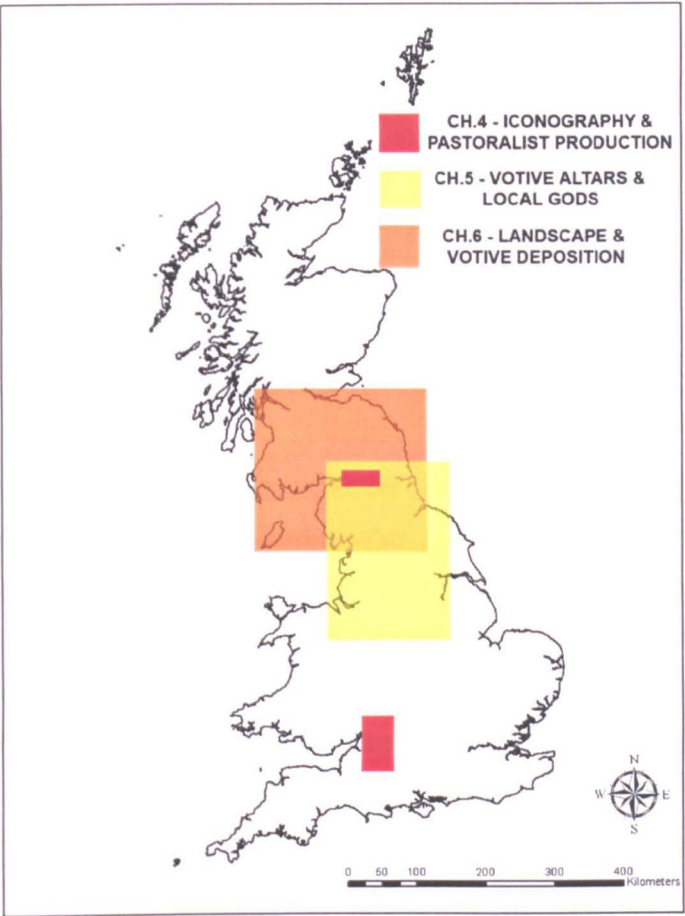 CH.4 - ICONOGRAPHY &
PASTORALIST PRODUCTION
CH.5 - VOTIVE ALTARS &
LOCAL GODS
CH.6 - LANDSCAPE &
VOTIVE DEPOSITION
N
W E
S
0 50 100 200 300 400
Kilometers